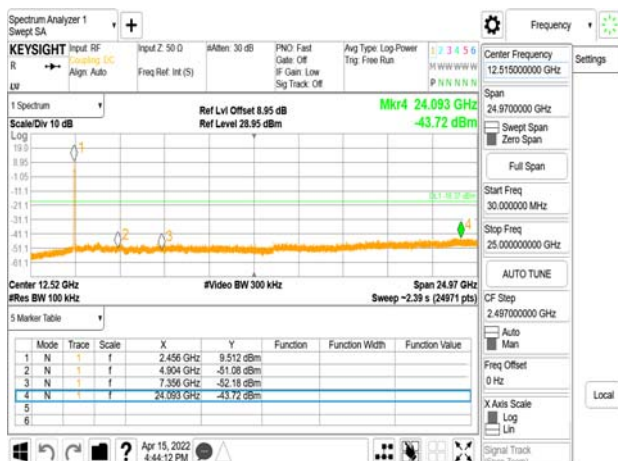 Spectrum Analyzer 1
Swept SA
+
Frequency
KEYSIGHT
Input: RF
Coupling: DC
Align: Auto
Input Z: 50 Ω
Freq Ref: Int (S)
#Atten: 30 dB
PNO: Fast
Gate: Off
IF Gain: Low
Sig Track: Off
Avg Type: Log-Power
Trig: Free Run
1 2 3 4 5 6
M W W W W W
P N N N N N
R
LXI
1 Spectrum
Scale/Div 10 dB
Ref Lvl Offset 8.95 dB
Ref Level 28.95 dBm
Mkr4 24.093 GHz
-43.72 dBm
Log
19.0
8.95
-1.05
-11.1
-21.1
-31.1
-41.1
-51.1
-61.1
1
2
3
4
Center 12.52 GHz
#Res BW 100 kHz
#Video BW 300 kHz
Span 24.97 GHz
Sweep ~2.39 s (24971 pts)
5 Marker Table
Mode Trace Scale X Y Function Function Width Function Value
1 N 1 f 2.456 GHz 9.512 dBm
2 N 1 f 4.904 GHz -51.08 dBm
3 N 1 f 7.356 GHz -52.18 dBm
4 N 1 f 24.093 GHz -43.72 dBm
5
6
Apr 15, 2022
4:44:12 PM
?
Center Frequency
12.515000000 GHz
Span
24.9700000 GHz
Swept Span
Zero Span
Full Span
Start Freq
30.000000 MHz
Stop Freq
25.000000000 GHz
AUTO TUNE
CF Step
2.497000000 GHz
Auto
Man
Freq Offset
0 Hz
X Axis Scale
Log
Lin
Signal Track
Settings
Local